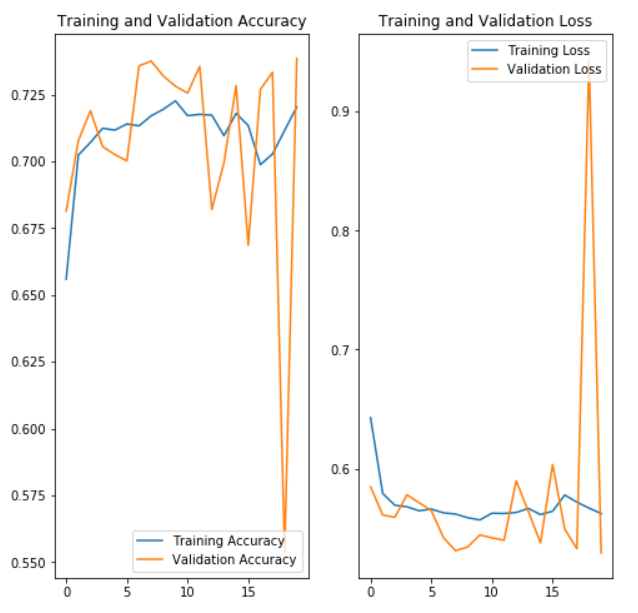 Training and Validation Accuracy
0.725
0.700
0.675
0.650
0.625
0.600
0.575
0.550
Training Accuracy
Validation Accuracy
0 5 10 15
Training and Validation Loss
Training Loss
Validation Loss
0.9
0.8
0.7
0.6
0 5 10 15